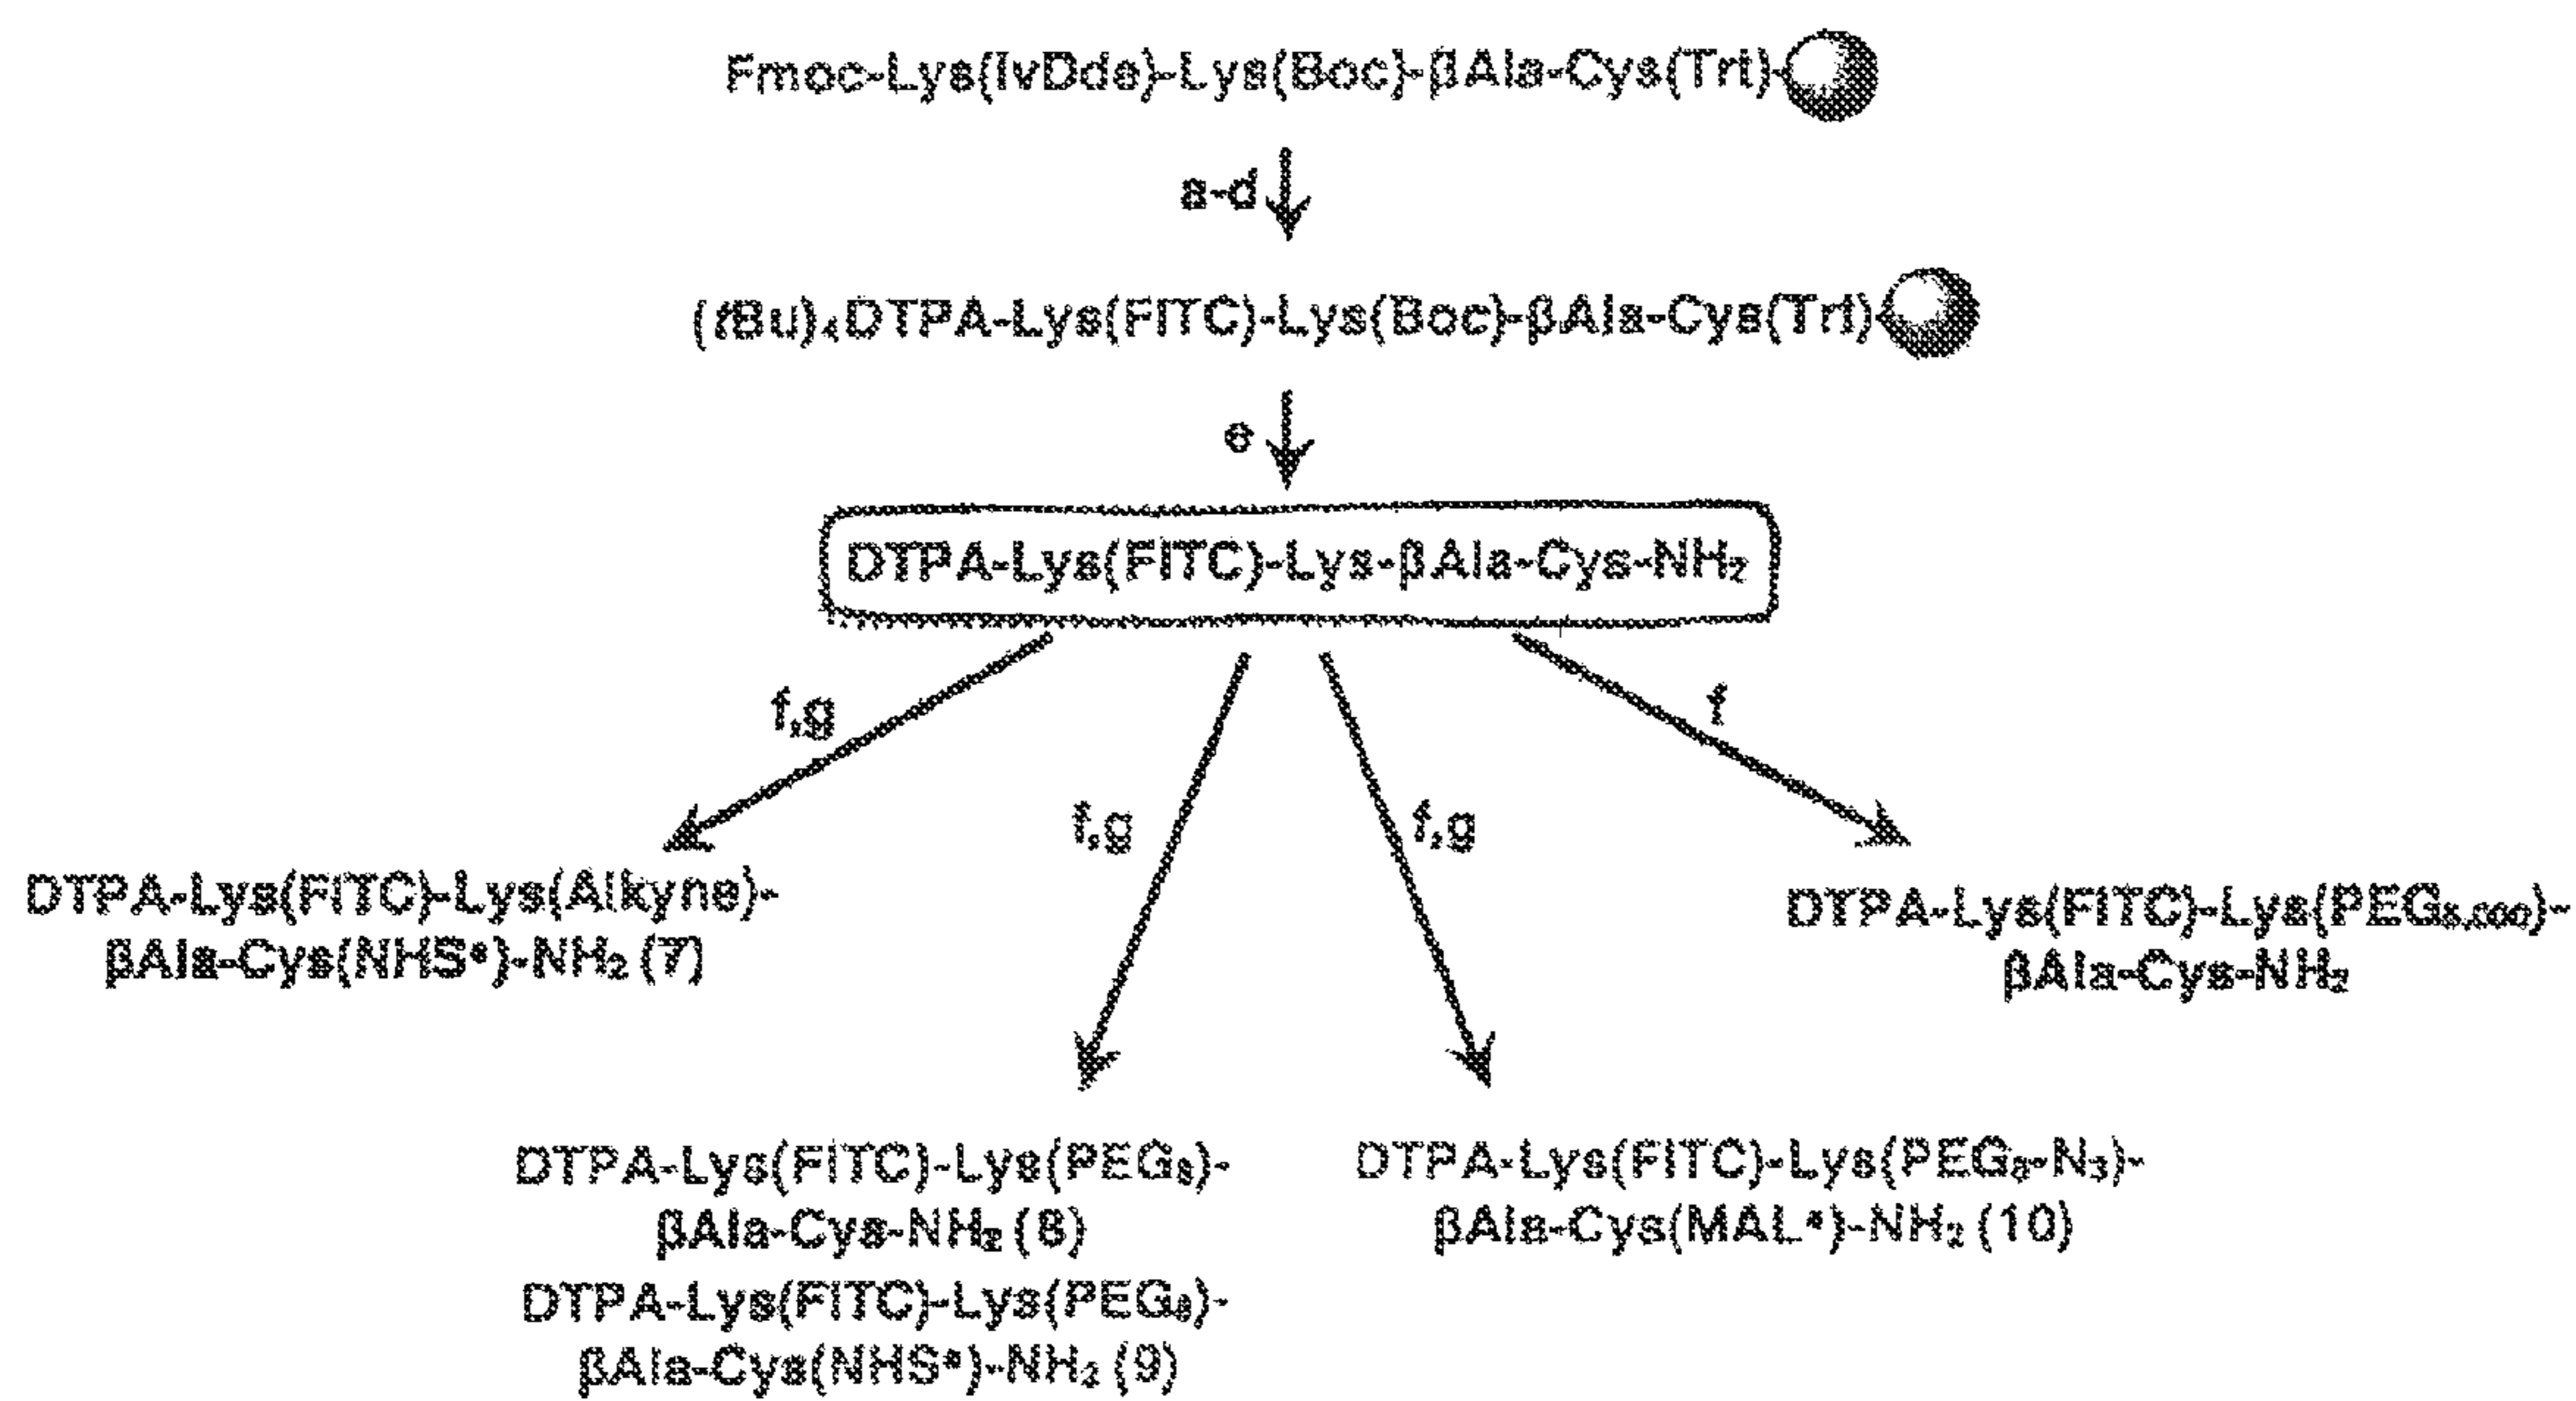 Fmoc-Lys(IvDde)-Lys(Boc)-βAla-Cys(Trt)-
a-d
(tBu)₄DTPA-Lys(FITC)-Lys(Boc)-βAla-Cys(Trt)-
e
DTPA-Lys(FITC)-Lys-βAla-Cys-NH₂
f,g
f
f,g
f,g
DTPA-Lys(FITC)-Lys(Alkyne)-
βAla-Cys(NHS*)-NH₂ (7)
DTPA-Lys(FITC)-Lys(PEG₅,₀₀₀)-
βAla-Cys-NH₂
DTPA-Lys(FITC)-Lys(PEG₈)-
βAla-Cys-NH₂ (8)
DTPA-Lys(FITC)-Lys(PEG₈)-
βAla-Cys(NHS*)-NH₂ (9)
DTPA-Lys(FITC)-Lys(PEG₈-N₃)-
βAla-Cys(MAL*)-NH₂ (10)